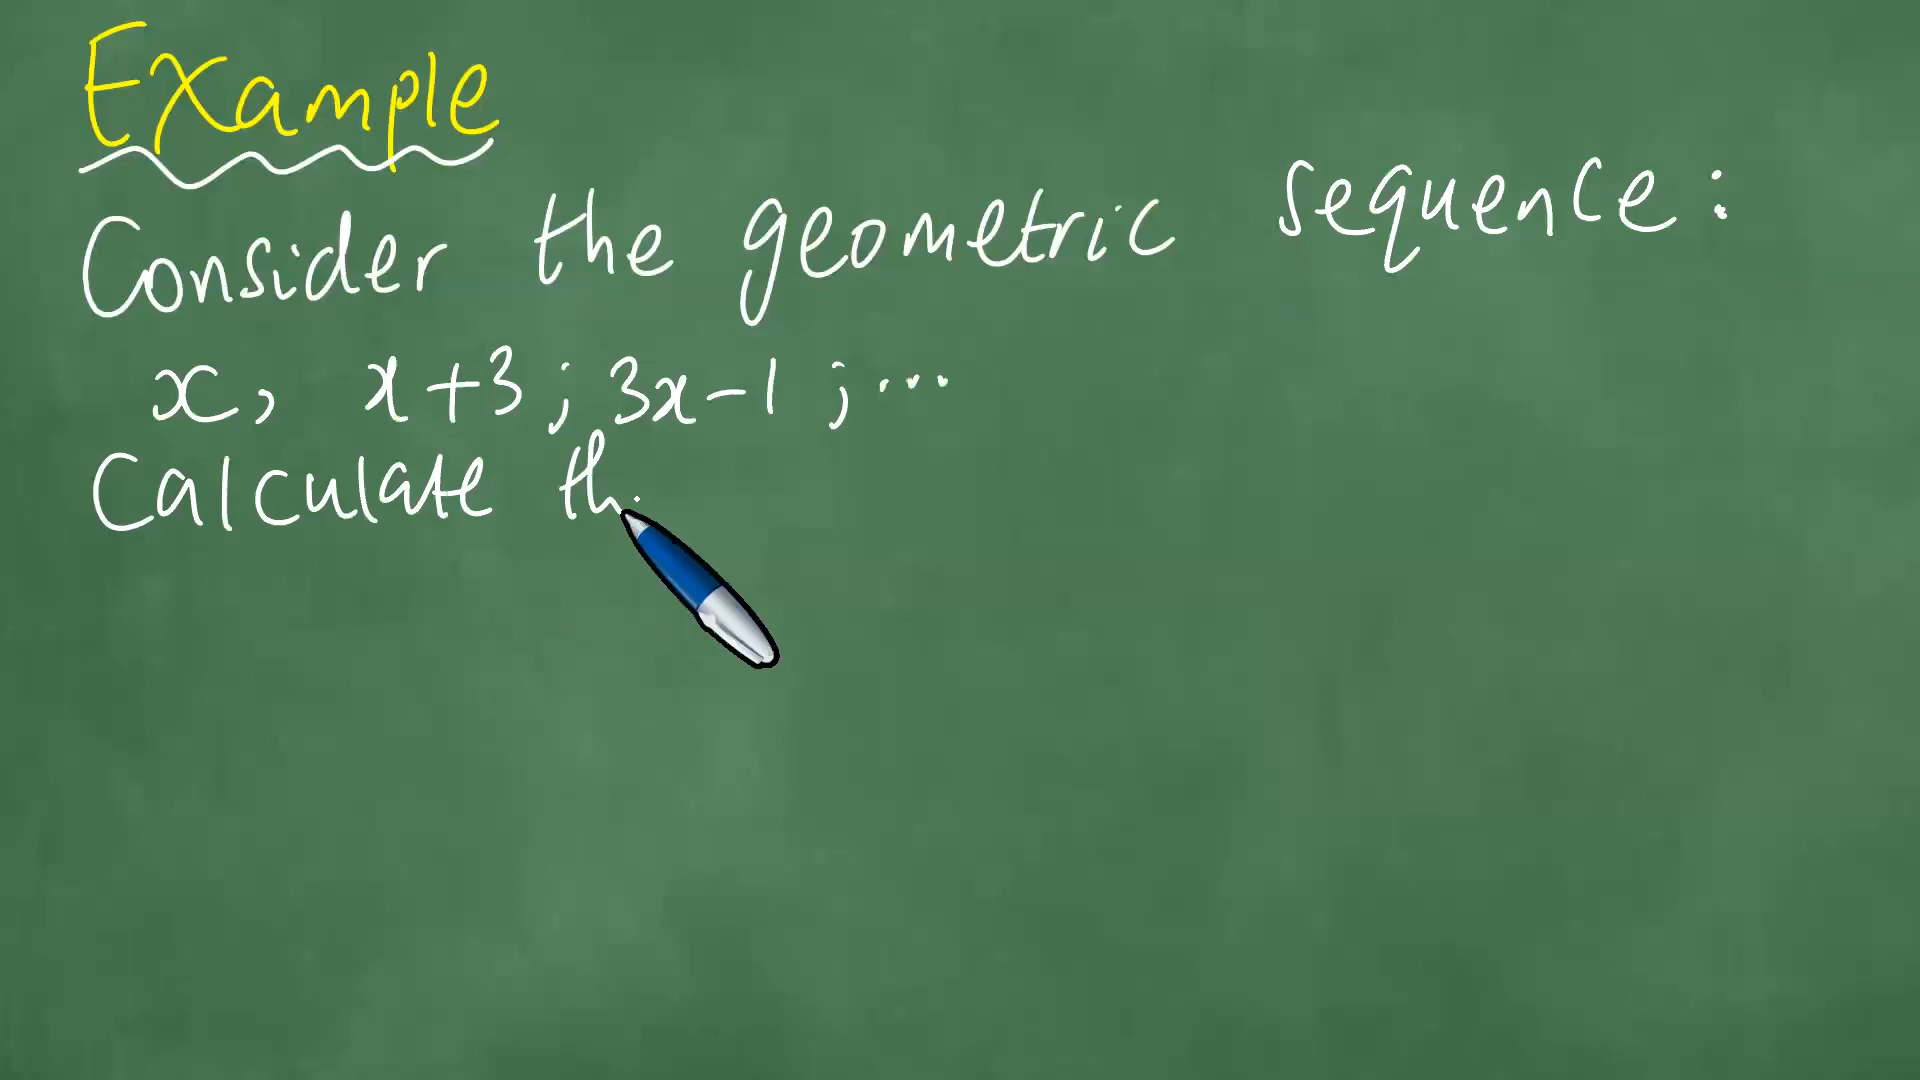 Example
Consider the geometric sequence:
x, x+3; 3x-1; ...
Calculate th